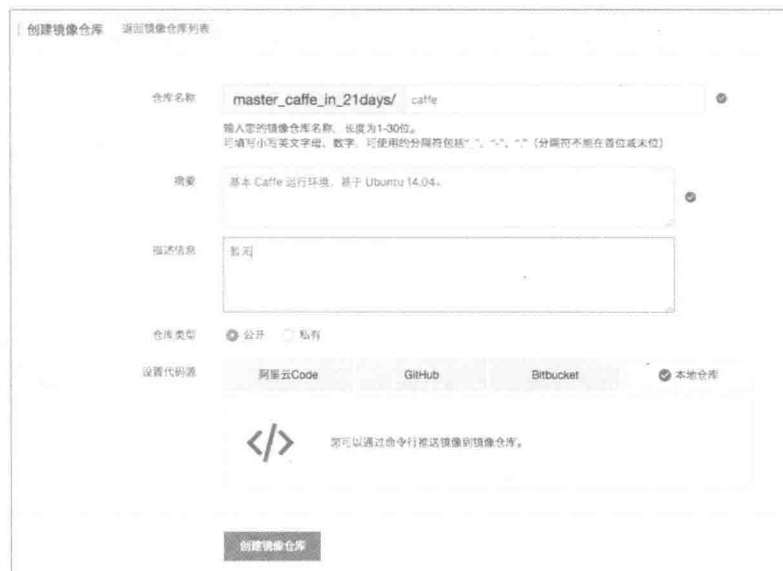 创建镜像仓库 返回镜像仓库列表
仓库名称 master_caffe_in_21days/ caffe
输入您的镜像仓库名称，长度为1-30位。
可填写小写英文字母、数字，可使用的分隔符包括“_”、“-”、“.”（分隔符不能在首位或末位）
摘要 基本 Caffe 运行环境，基于 Ubuntu 14.04。
描述信息 暂无
仓库类型 公开 私有
设置代码源 阿里云Code GitHub Bitbucket 本地仓库
</> 您可以通过命令行推送镜像到镜像仓库。
创建镜像仓库